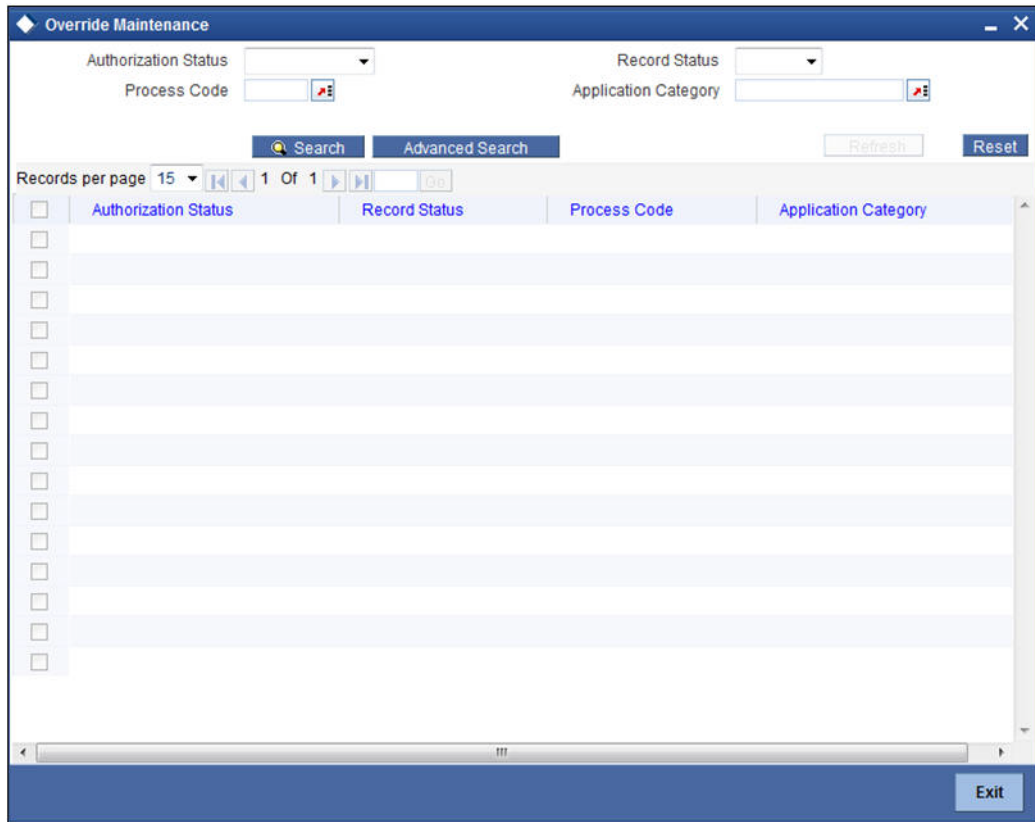 Override Maintenance
Authorization Status
Record Status
Process Code
Application Category
Search
Advanced Search
Refresh
Reset
Records per page 15 1 Of 1 Go
Authorization Status Record Status Process Code Application Category
Exit